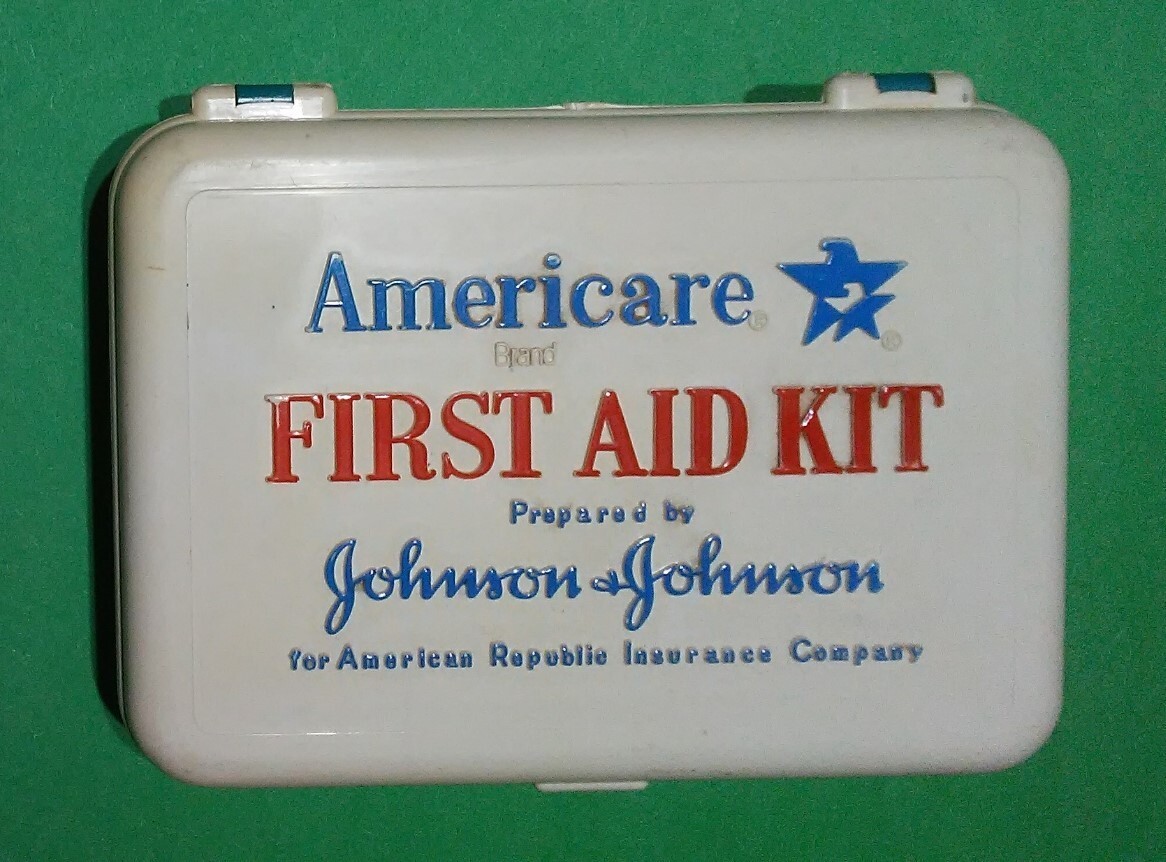 Americare®
®
Brand
FIRST AID KIT
Prepared by
Johnson & Johnson
for American Republic Insurance Company